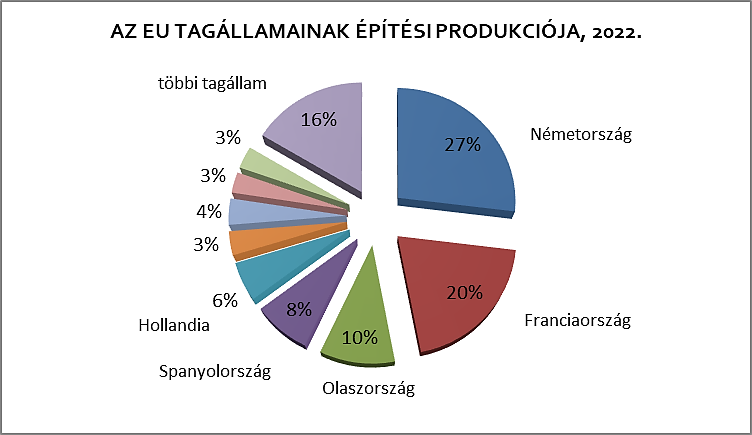 AZ EU TAGÁLLAMAINAK ÉPÍTÉSI PRODUKCIÓJA, 2022.
többi tagállam
16%
27%
Németország
3%
3%
4%
3%
6%
Hollandia
8%
Spanyolország
10%
Olaszország
20%
Franciaország